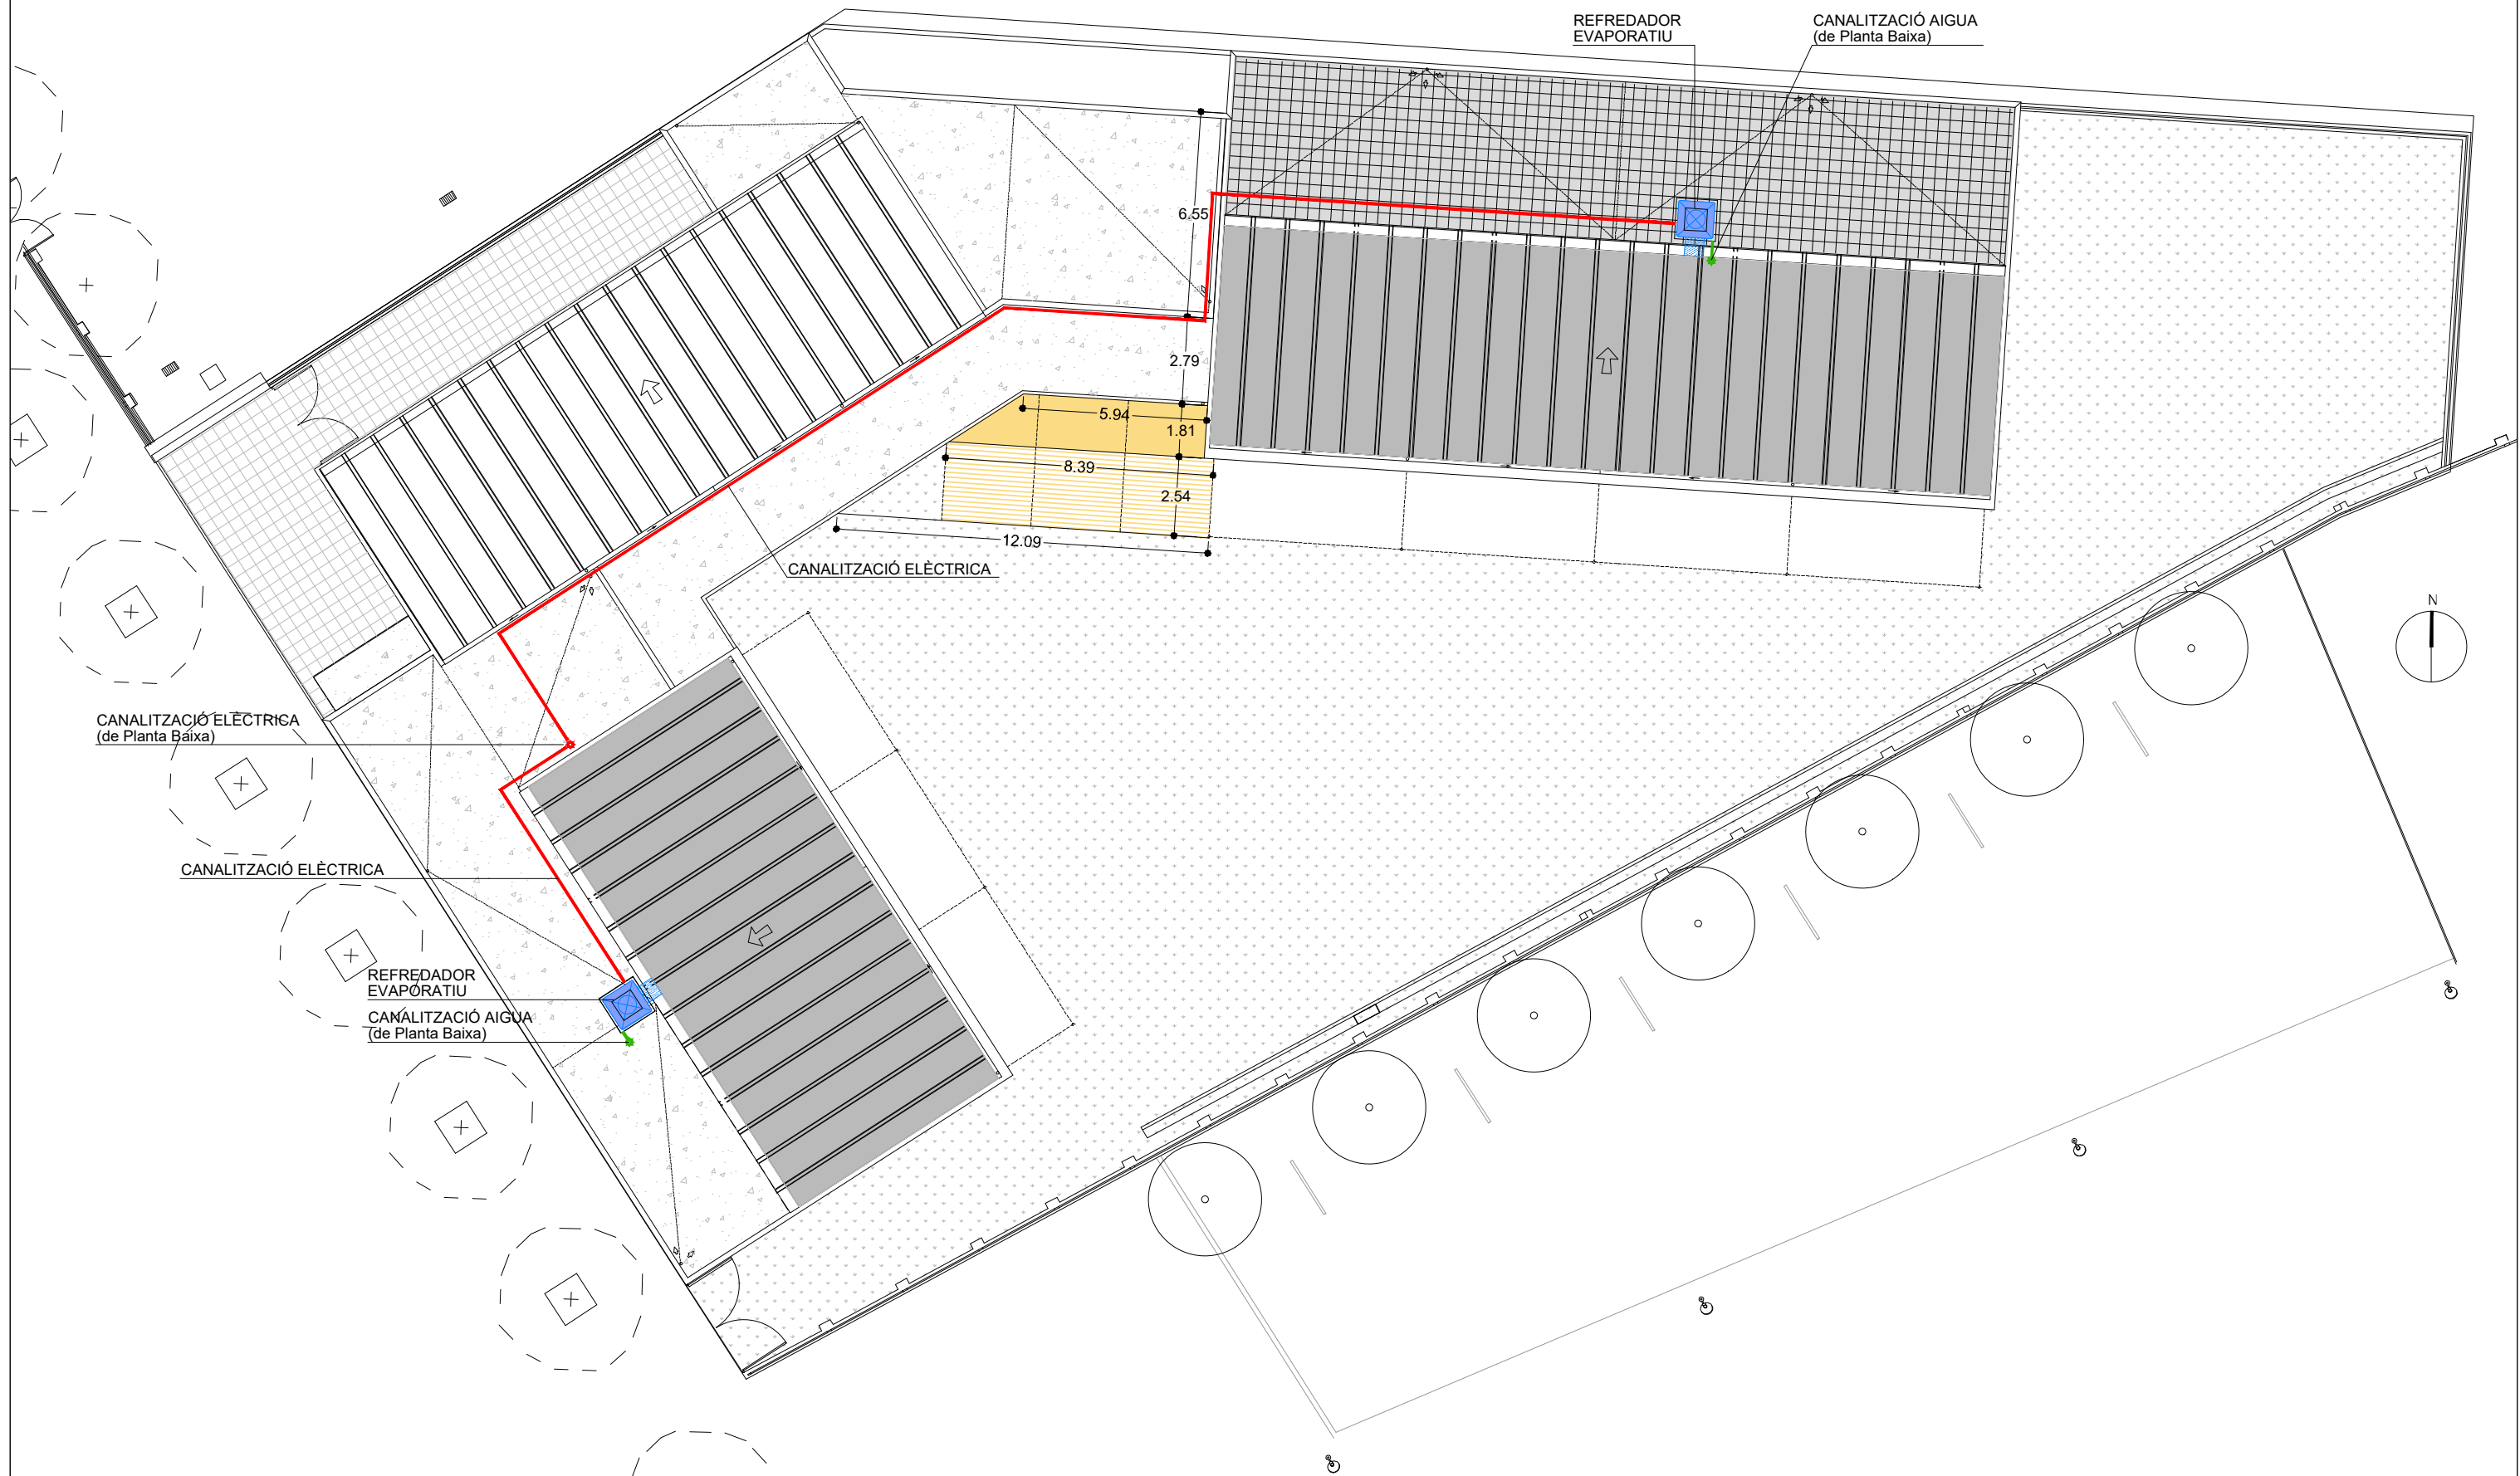 REFREDADOR
EVAPORATIU
CANALITZACIÓ AIGUA
(de Planta Baixa)
6.55
2.79
5.94
1.81
8.39
2.54
12.09
CANALITZACIÓ ELÈCTRICA
N
CANALITZACIÓ ELÈCTRICA
(de Planta Baixa)
CANALITZACIÓ ELÈCTRICA
REFREDADOR
EVAPORATIU
CANALITZACIÓ AIGUA
(de Planta Baixa)